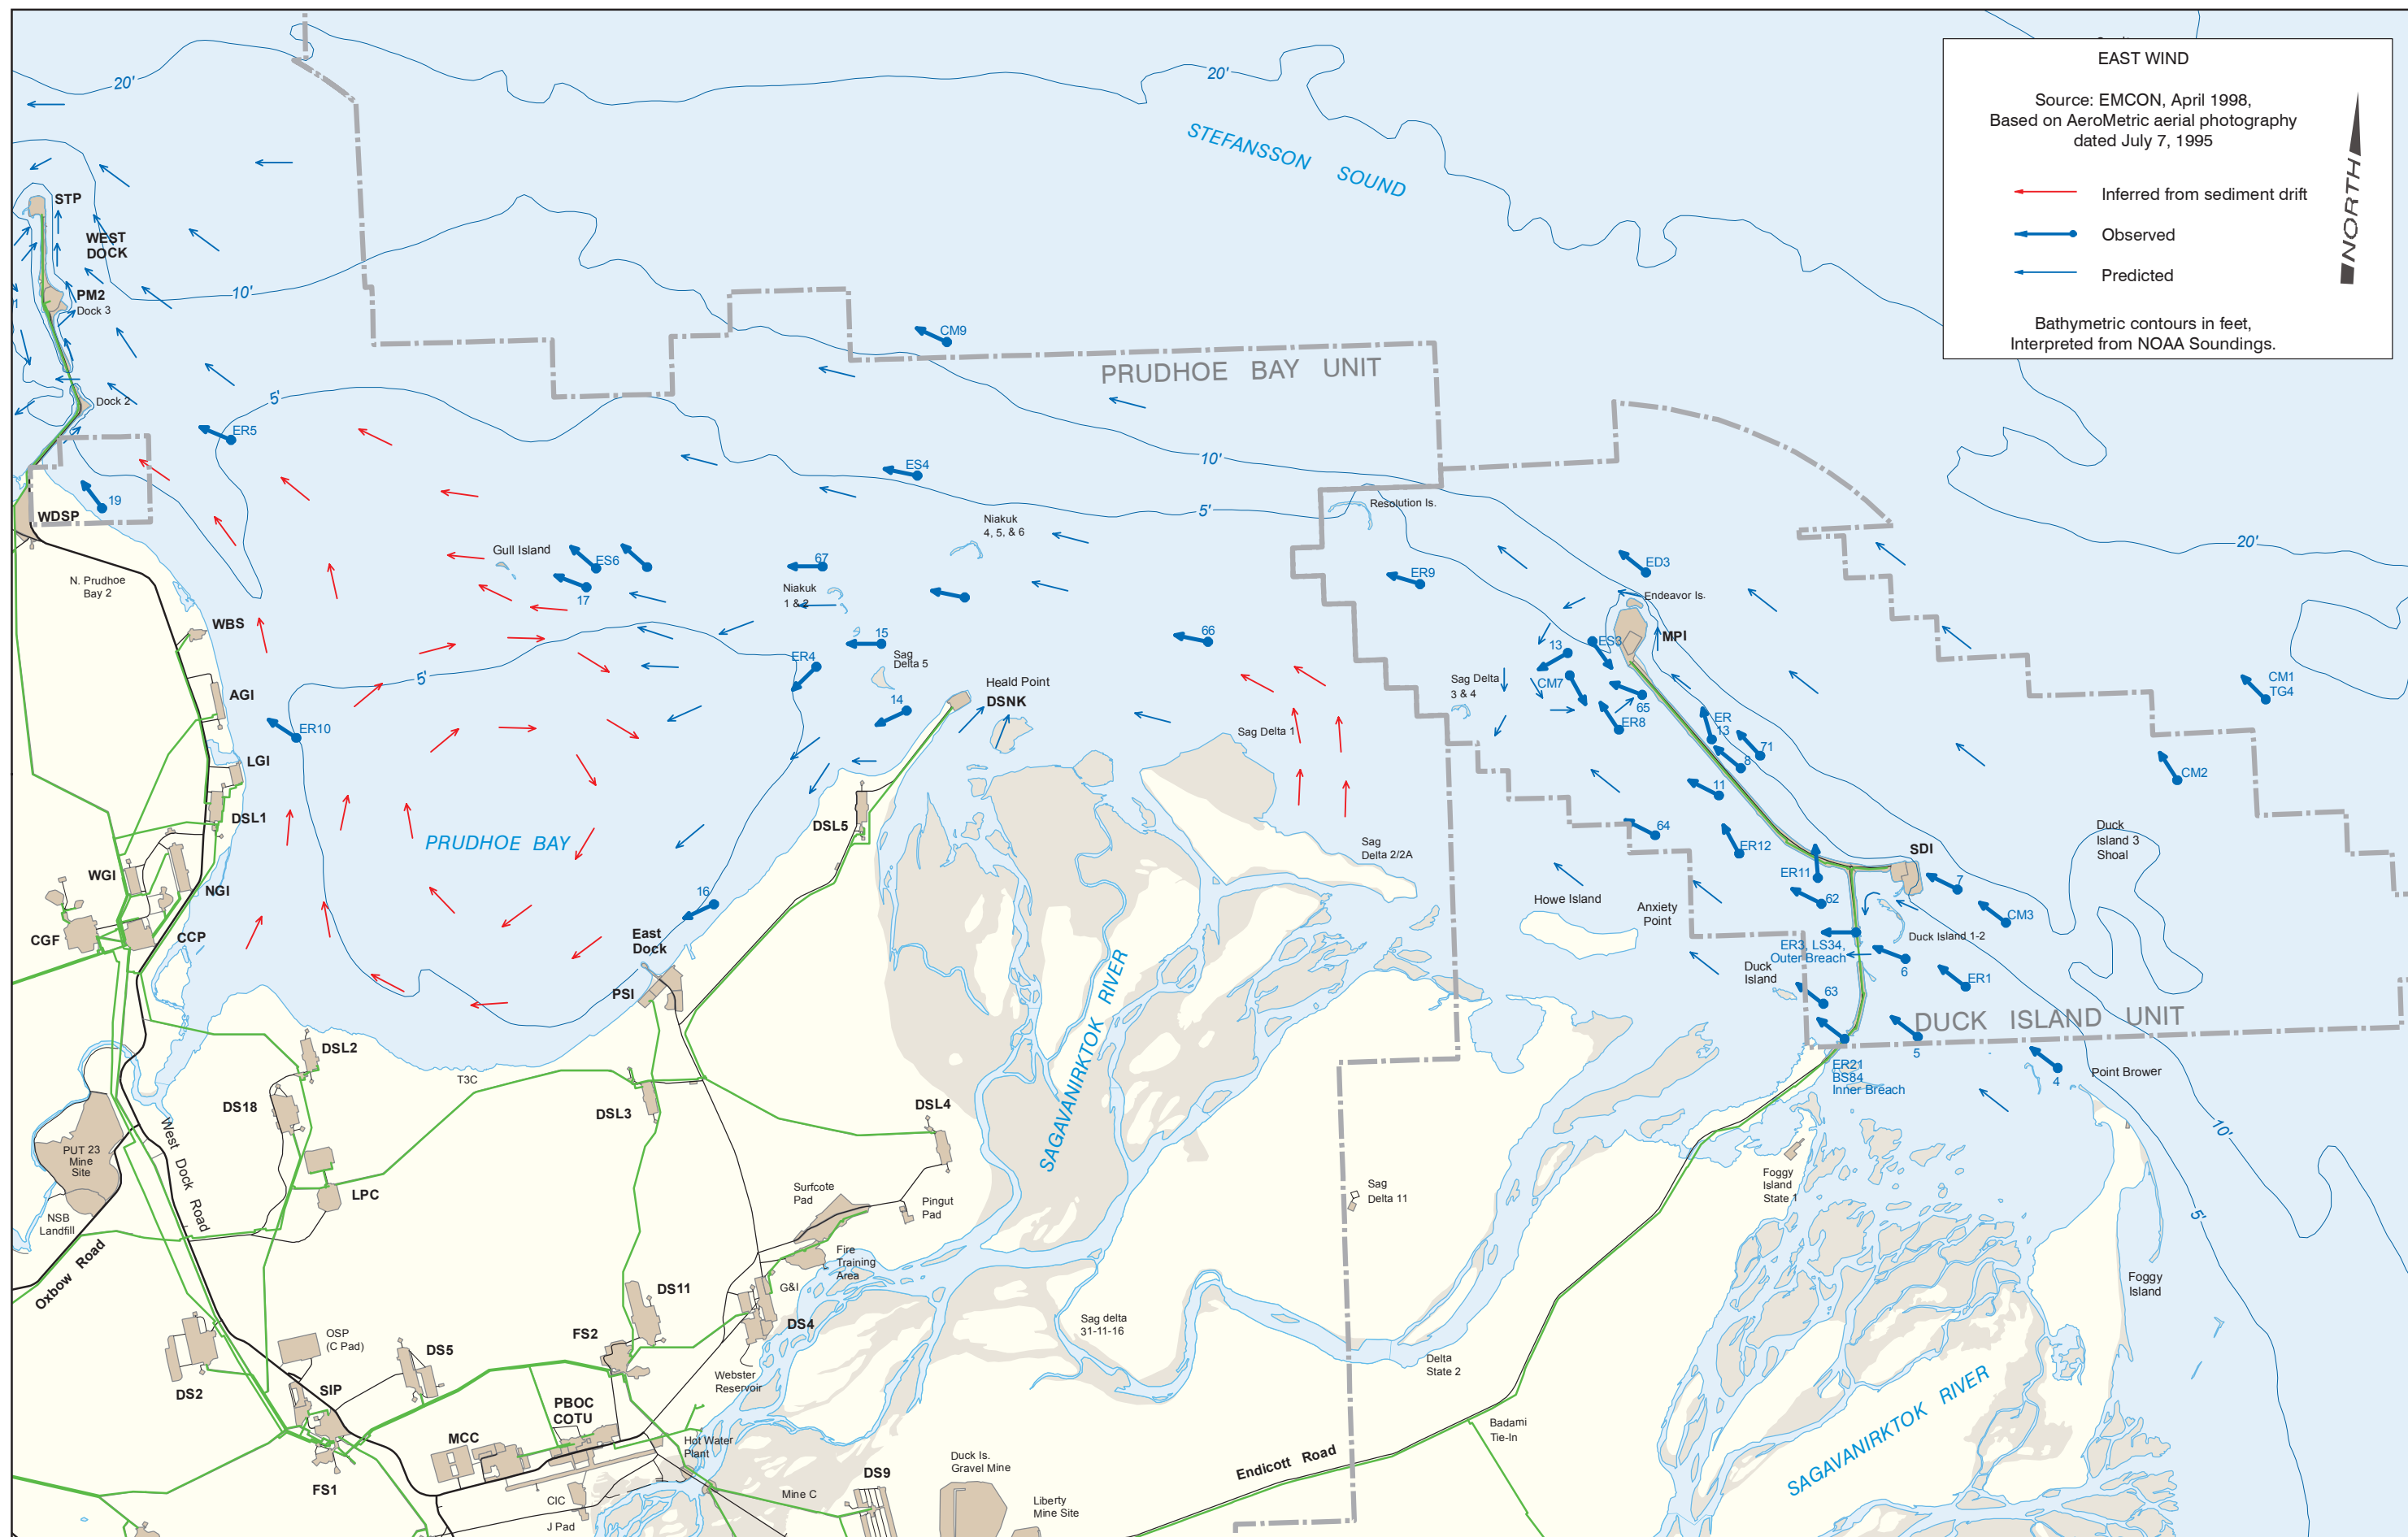 EAST WIND
Source: EMCON, April 1998,
Based on AeroMetric aerial photography
dated July 7, 1995
Inferred from sediment drift
Observed
Predicted
Bathymetric contours in feet,
Interpreted from NOAA Soundings.
NORTH
20'
20'
STEFANSSON SOUND
STP
WEST
DOCK
10'
PM2
Dock 3
1
CM9
PRUDHOE BAY UNIT
5'
Dock 2
ER5
10'
ES4
19
5'
Resolution Is.
WDSP
Niakuk
4, 5, & 6
20'
Gull Island
ES6
67
ER9
ED3
N. Prudhoe
Bay 2
17
Niakuk
1 & 2
Endeavor Is.
WBS
15
66
13
ES3
MPI
5'
ER4
Sag
Delta 5
Sag Delta
3 & 4
CM7
CM1
TG4
AGI
14
Heald Point
DSNK
65
ER8
ER
13
ER10
Sag Delta 1
71
8
LGI
CM2
11
DSL1
DSL5
64
PRUDHOE BAY
Sag
Delta 2/2A
ER12
Duck
Island 3
Shoal
SDI
WGI
NGI
16
ER11
7
62
Howe Island
Anxiety
Point
CM3
CGF
CCP
East
Dock
Duck Island 1-2
ER3, LS34,
Outer Breach
6
Duck
Island
ER1
PSI
63
DUCK ISLAND UNIT
SAGAVANIRKTOK RIVER
DSL2
5
ER21
BS84
Inner Breach
4
Point Brower
T3C
DS18
DSL3
DSL4
West Dock Road
PUT 23
Mine
Site
10'
Foggy
Island
State 1
LPC
Surfcote
Pad
Pingut
Pad
Sag
Delta 11
NSB
Landfill
5'
Oxbow Road
Fire
Training
Area
DS11
G&I
Foggy
Island
DS4
Sag delta
31-11-16
FS2
OSP
(C Pad)
DS5
DS2
Webster
Reservoir
Delta
State 2
SIP
PBOC
COTU
SAGAVANIRKTOK RIVER
Badami
Tie-In
MCC
Hot Water
Plant
Endicott Road
Duck Is.
Gravel Mine
DS9
FS1
Mine C
CIC
Liberty
Mine Site
J Pad